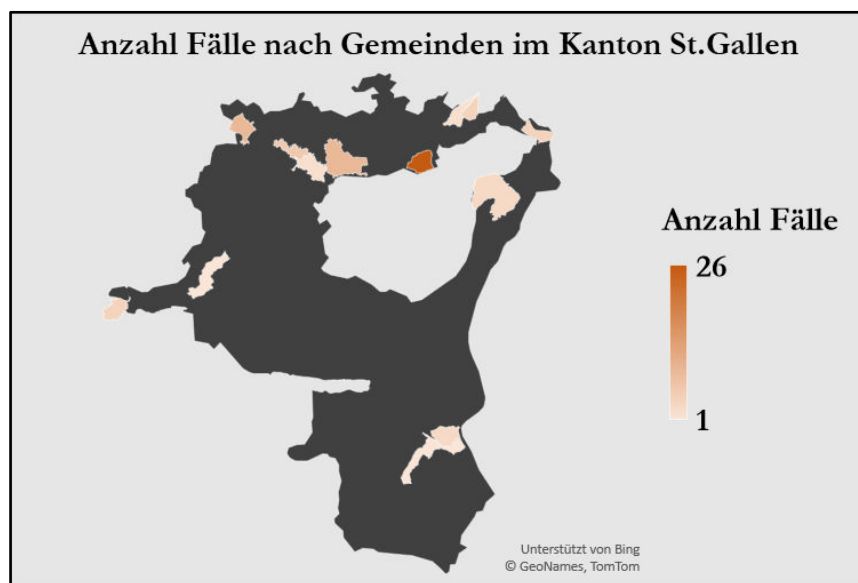 Anzahl Fälle nach Gemeinden im Kanton St.Gallen
Anzahl Fälle
26
1
Unterstützt von Bing
© GeoNames, TomTom